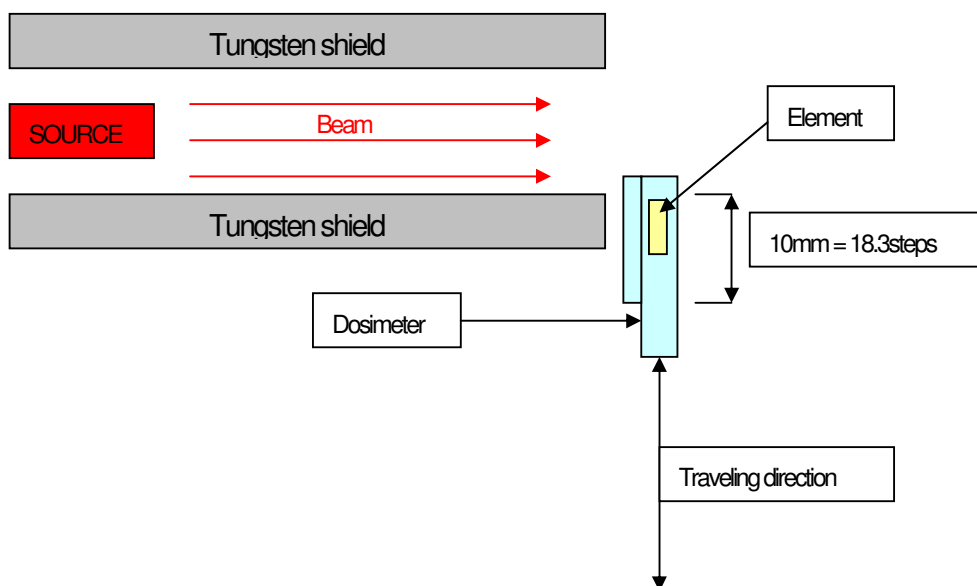 Tungsten shield
SOURCE
Beam
Element
Tungsten shield
10mm = 18.3steps
Dosimeter
Traveling direction